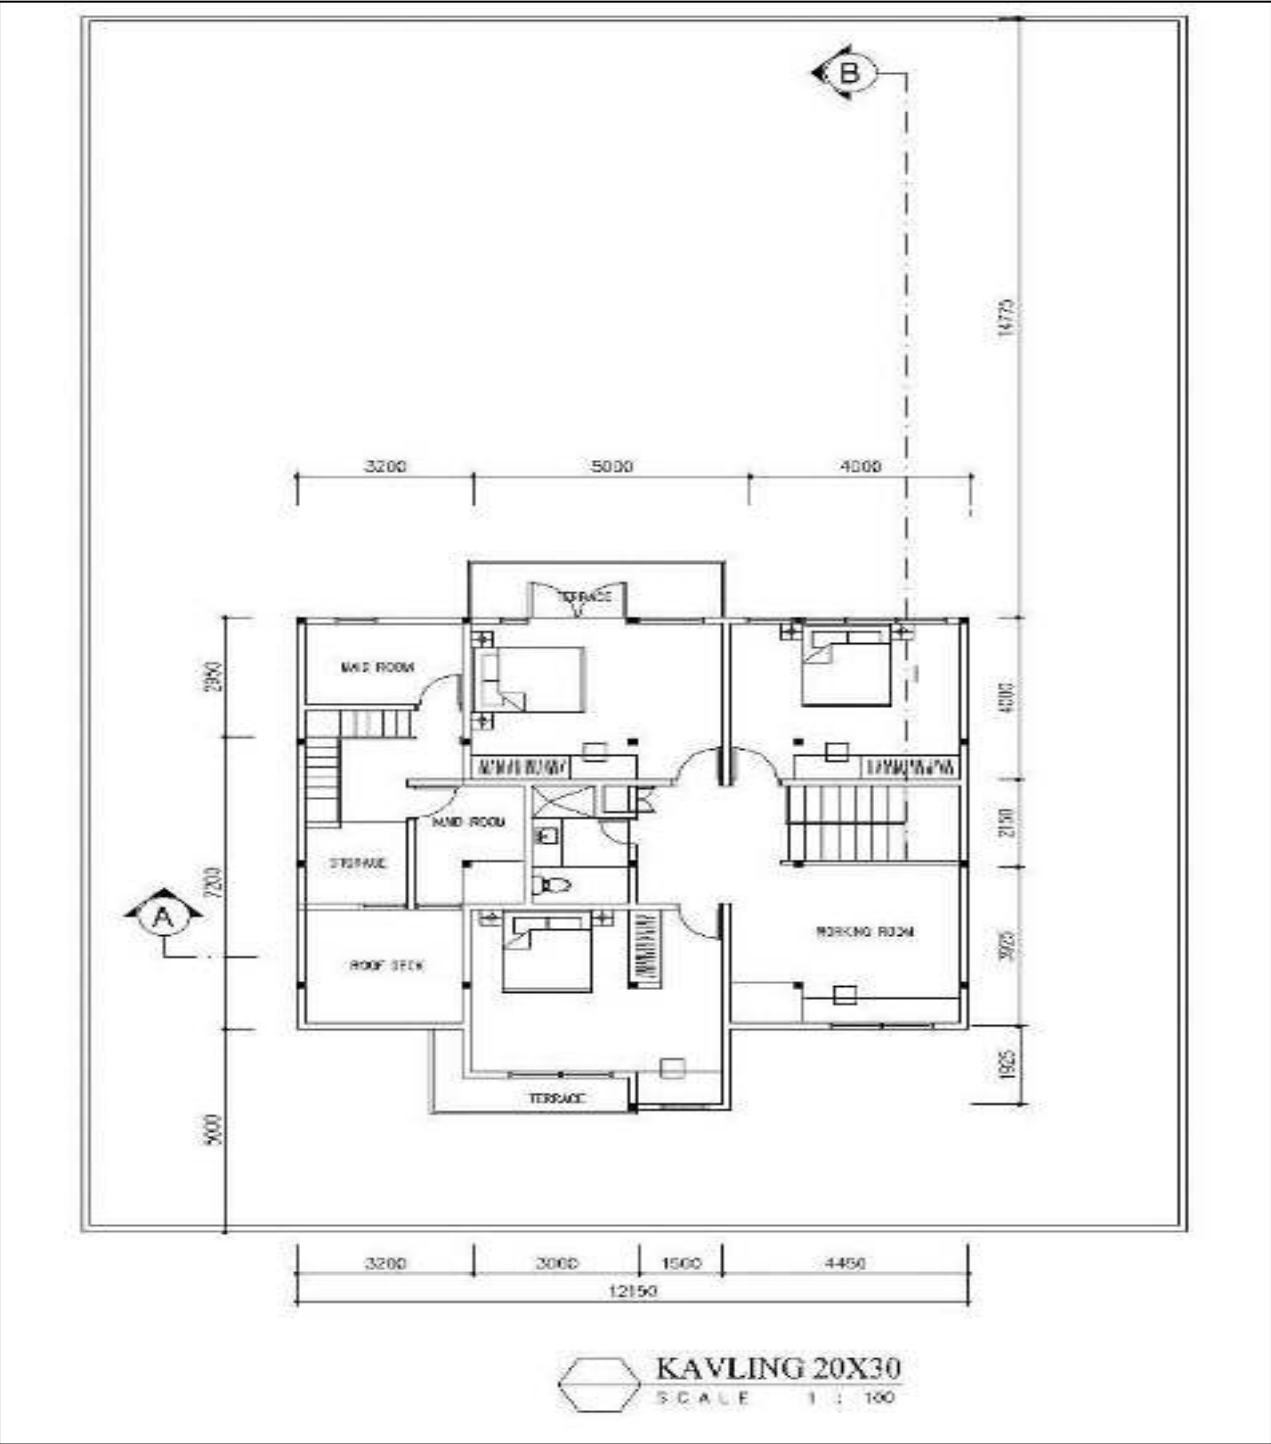 B
14775
3200 5000 4000
TERRACE
MAID ROOM
2950
4000
MAID ROOM
2150
STORAGE
7200
A
WORKING ROOM
3925
ROOF DECK
1925
TERRACE
5000
3200 3000 1500 4450
12150
KAVLING 20X30
SCALE 1 : 100